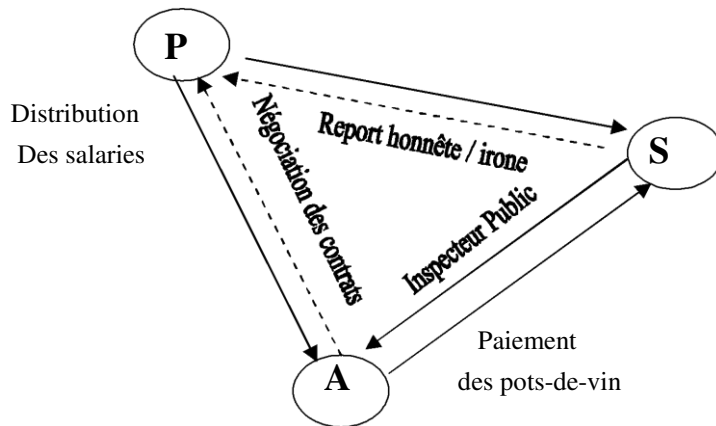 P
Distribution
Des salaries
Négociation des contrats
Report honnête / irone
S
Inspecteur Public
Paiement
des pots-de-vin
A